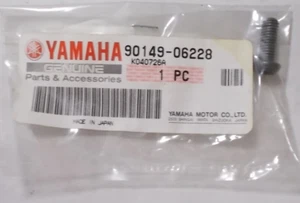 YAMAHA 90149-06228
GENUINE K040726A
Parts & Accessories 1 PC
YAMAHA MOTOR CO., LTD.
MADE IN JAPAN